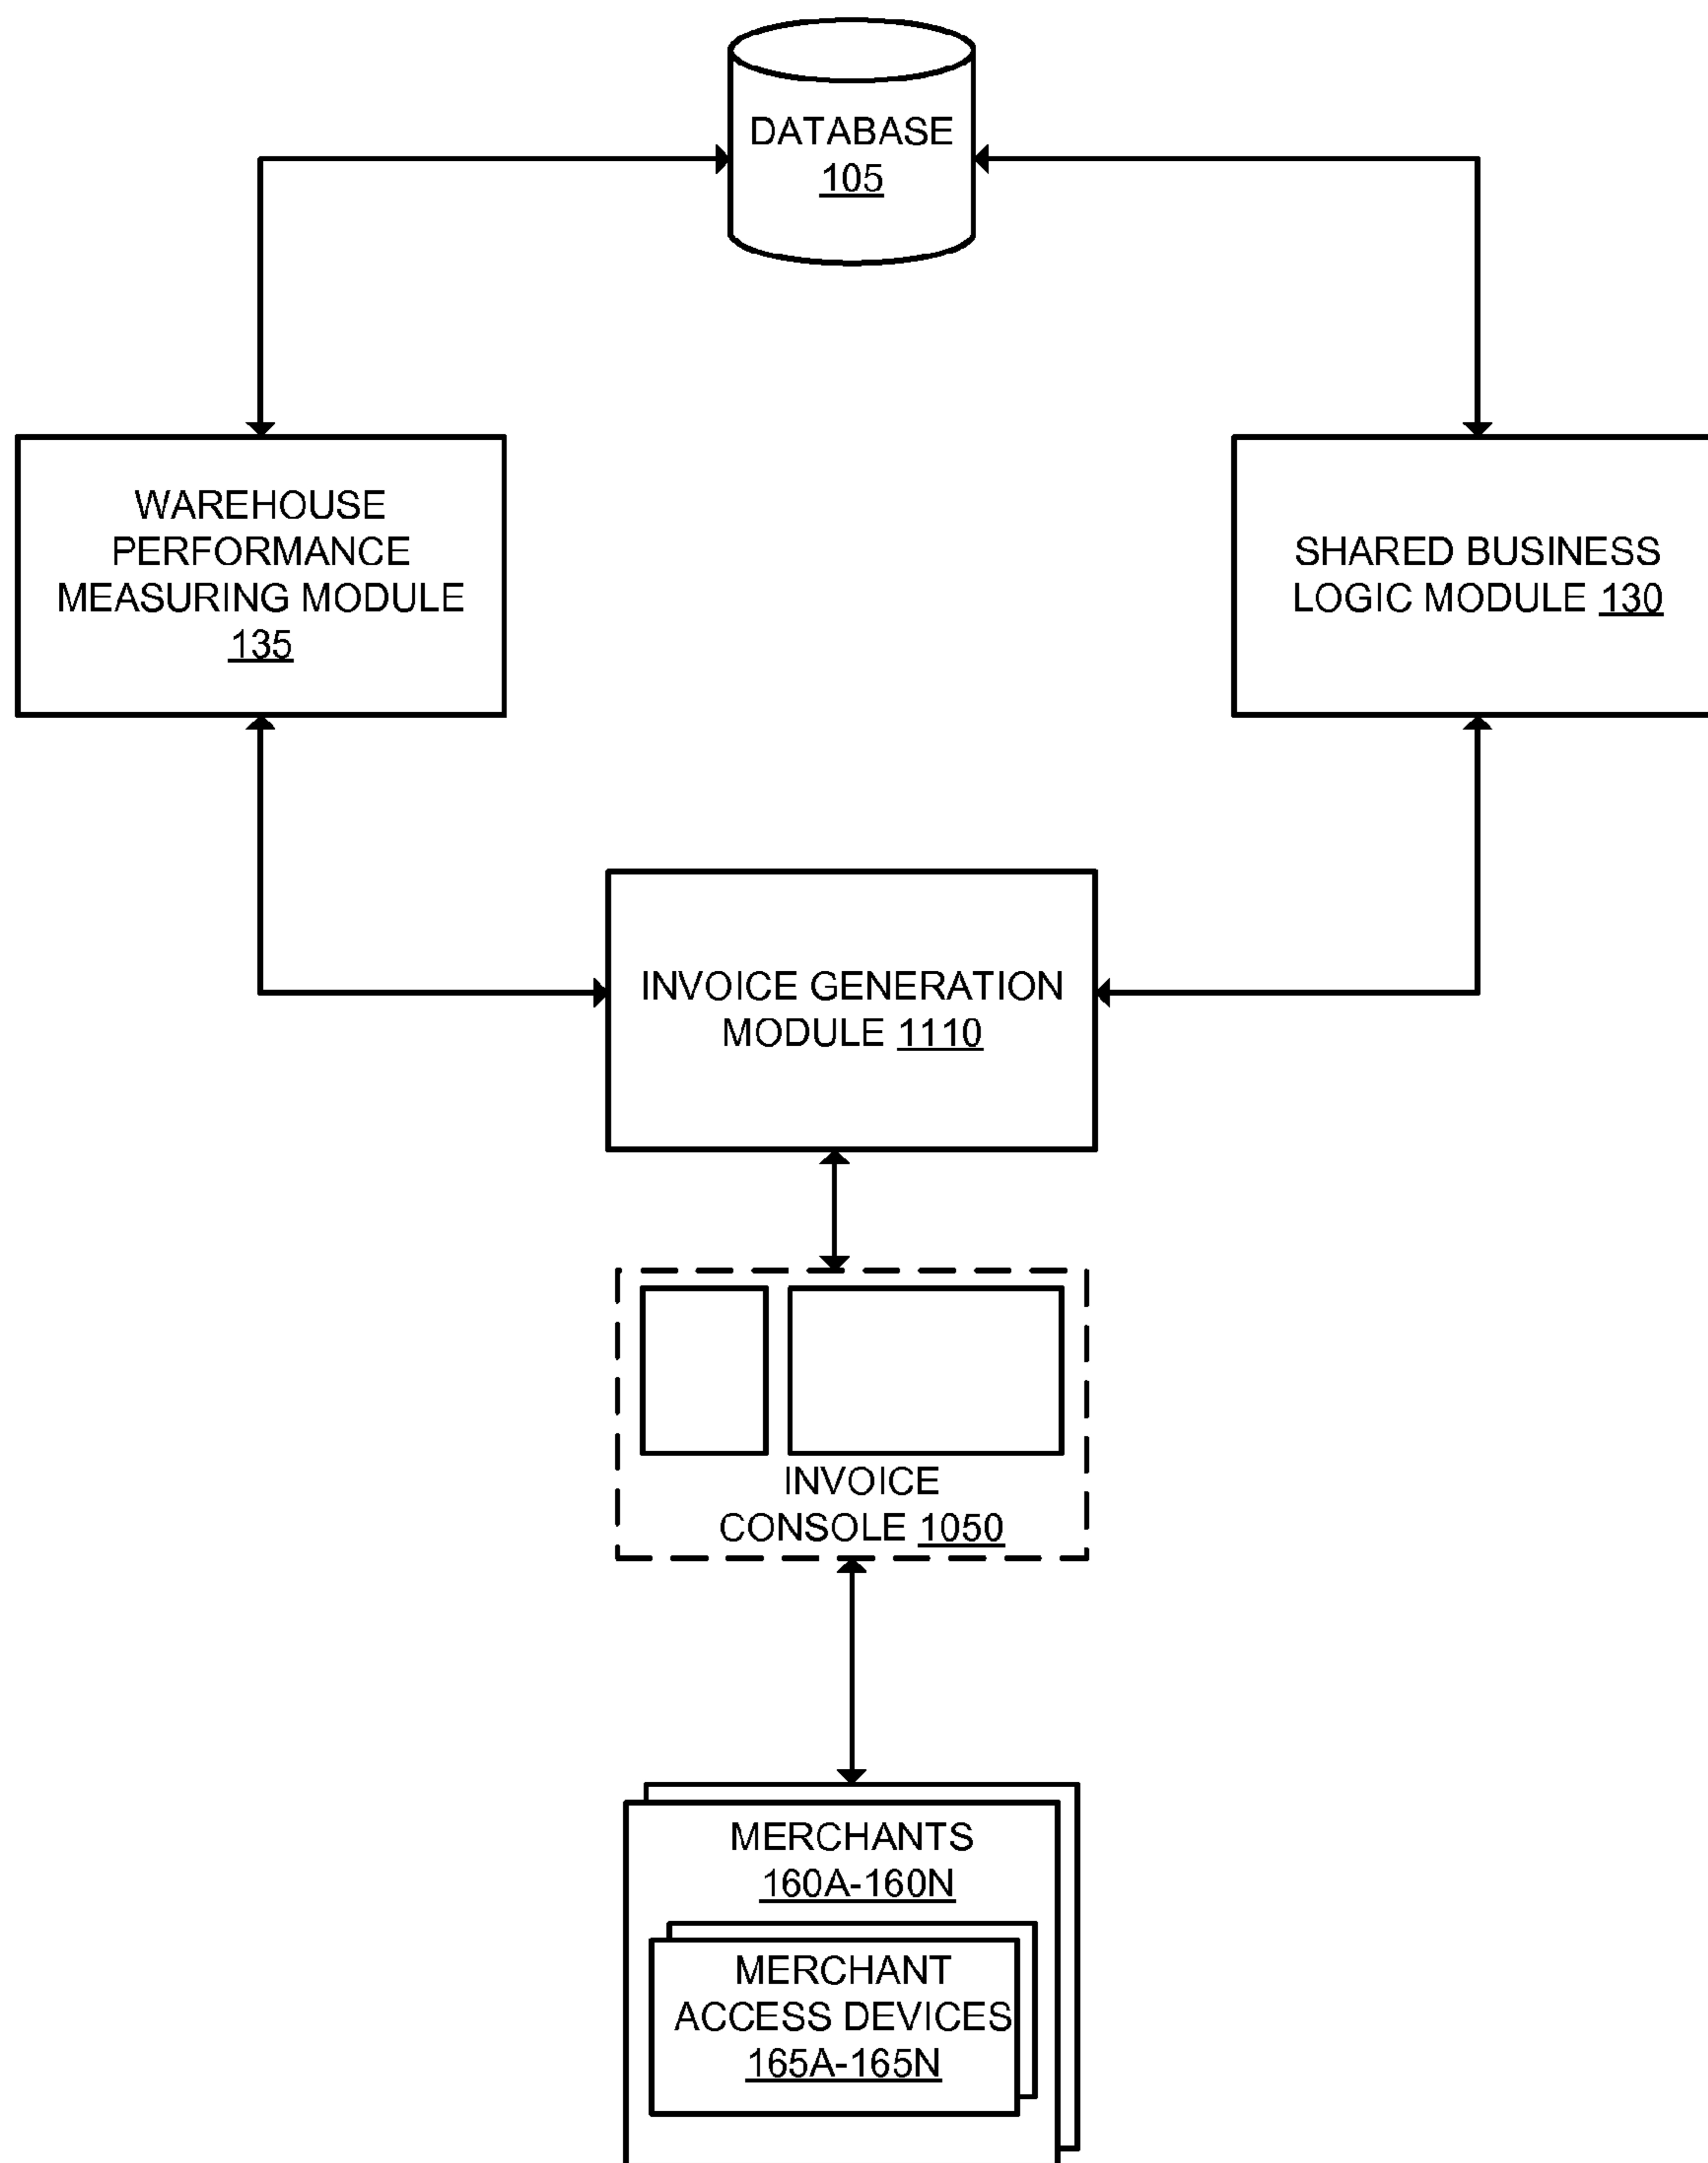 DATABASE
105
WAREHOUSE
PERFORMANCE
MEASURING MODULE
135
SHARED BUSINESS
LOGIC MODULE 130
INVOICE GENERATION
MODULE 1110
INVOICE
CONSOLE 1050
MERCHANTS
160A-160N
MERCHANT
ACCESS DEVICES
165A-165N